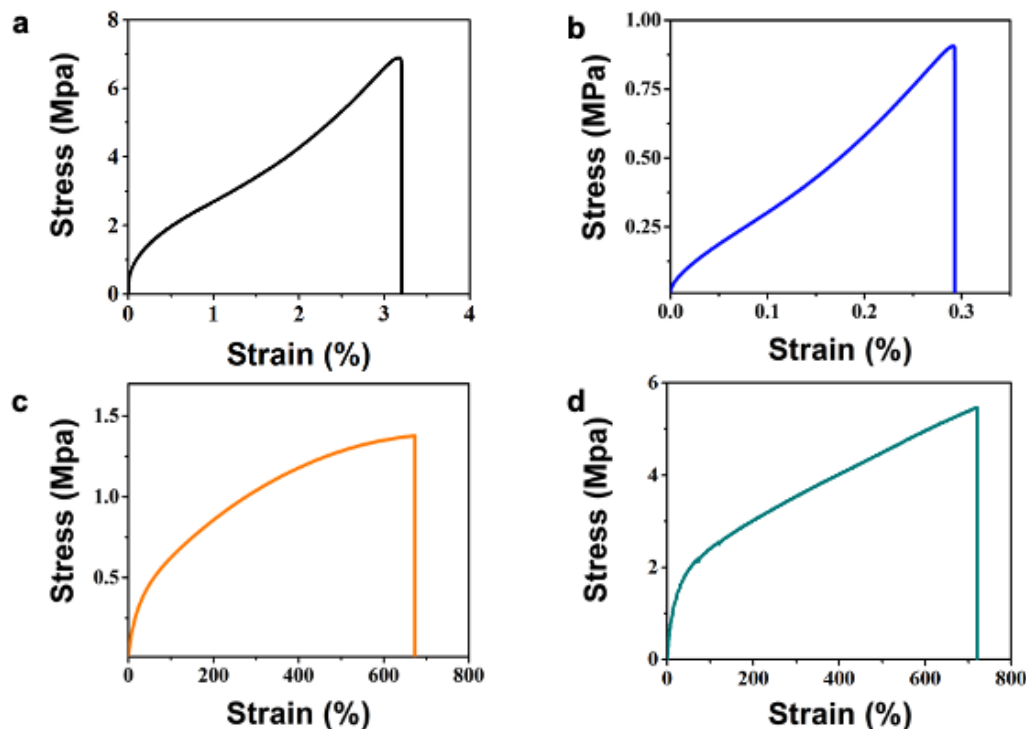 a
Stress (Mpa)
8
6
4
2
0
0 1 2 3 4
Strain (%)
b
Stress (MPa)
1.00
0.75
0.50
0.25
0.0 0.1 0.2 0.3
Strain (%)
c
Stress (Mpa)
1.5
1.0
0.5
0 200 400 600 800
Strain (%)
d
Stress (Mpa)
6
4
2
0
0 200 400 600 800
Strain (%)